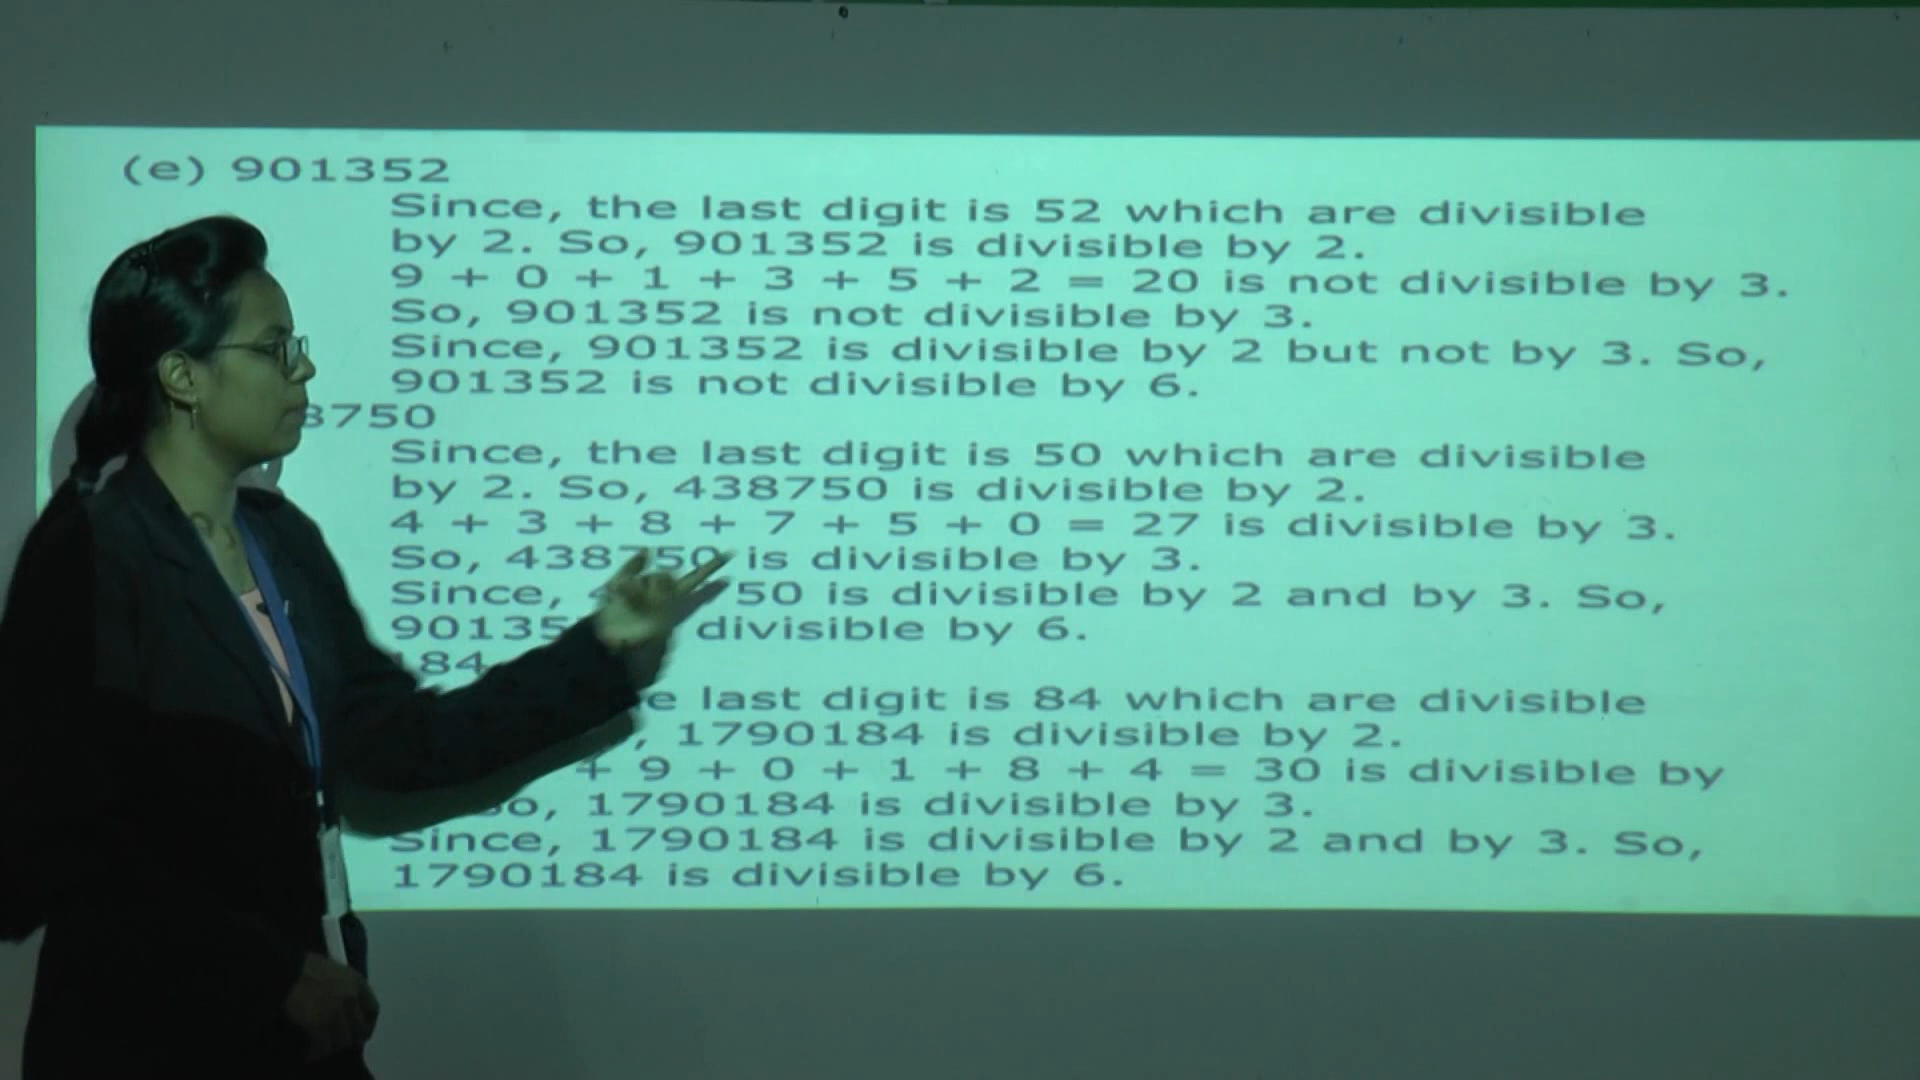 (e) 901352
Since, the last digit is 52 which are divisible
by 2. So, 901352 is divisible by 2.
9 + 0 + 1 + 3 + 5 + 2 = 20 is not divisible by 3.
So, 901352 is not divisible by 3.
Since, 901352 is divisible by 2 but not by 3. So,
901352 is not divisible by 6.
8750
Since, the last digit is 50 which are divisible
by 2. So, 438750 is divisible by 2.
4 + 3 + 8 + 7 + 5 + 0 = 27 is divisible by 3.
So, 438750 is divisible by 3.
Since, 50 is divisible by 2 and by 3. So,
90135 divisible by 6.
184
last digit is 84 which are divisible
, 1790184 is divisible by 2.
+ 9 + 0 + 1 + 8 + 4 = 30 is divisible by
So, 1790184 is divisible by 3.
Since, 1790184 is divisible by 2 and by 3. So,
1790184 is divisible by 6.